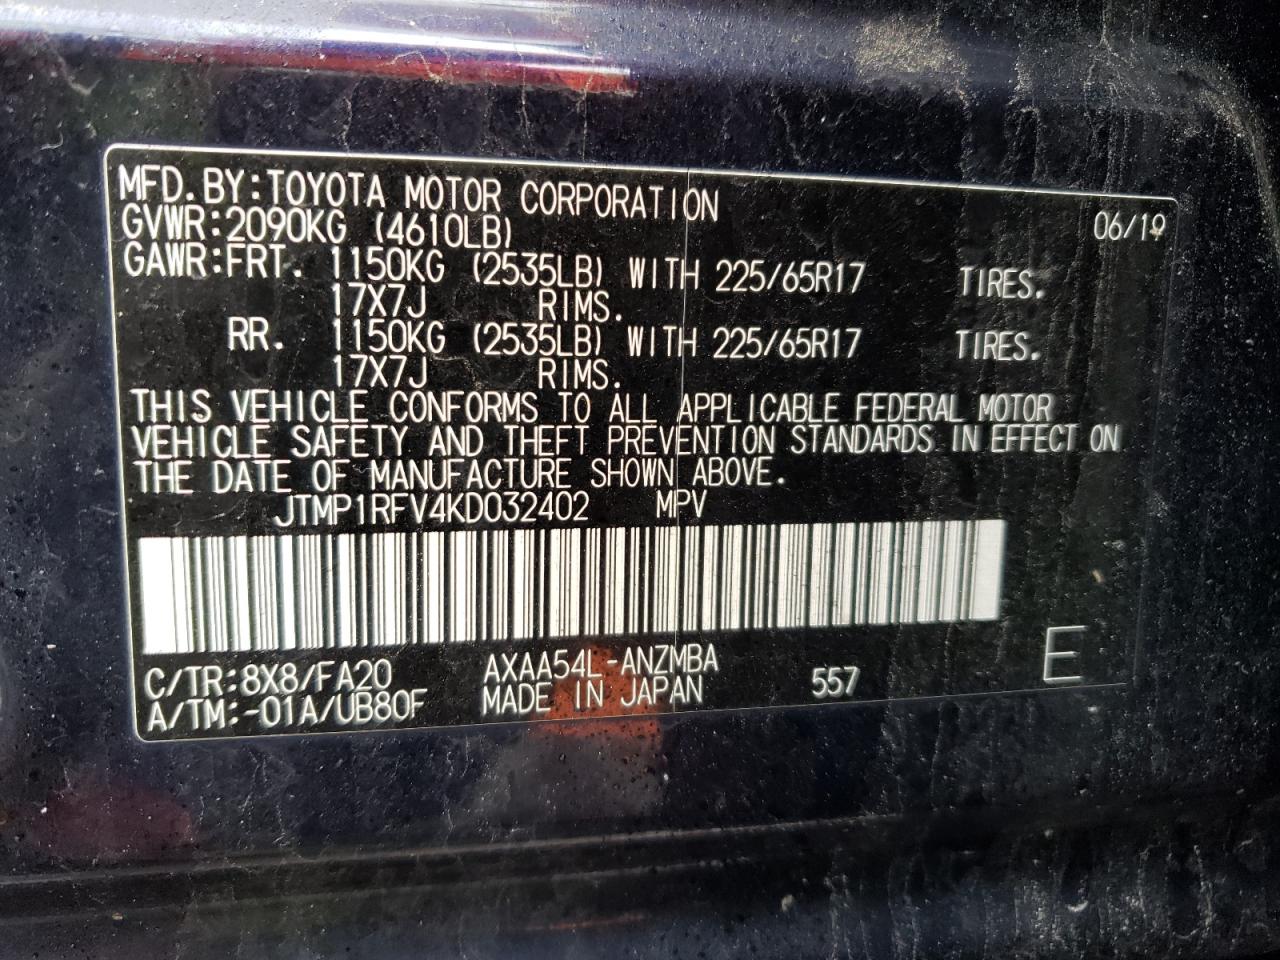 MFD.BY:TOYOTA MOTOR CORPORATION 06/19
GVWR:2090KG (4610LB)
GAWR:FRT. 1150KG (2535LB) WITH 225/65R17 TIRES.
17X7J RIMS.
RR. 1150KG (2535LB) WITH 225/65R17 TIRES.
17X7J RIMS.
THIS VEHICLE CONFORMS TO ALL APPLICABLE FEDERAL MOTOR
VEHICLE SAFETY AND THEFT PREVENTION STANDARDS IN EFFECT ON
THE DATE OF MANUFACTURE SHOWN ABOVE.
JTMP1RFV4KD032402 MPV
C/TR:8X8/FA20 AXAA54L-ANZMBA
A/TM:-01A/UB80F MADE IN JAPAN 557 E